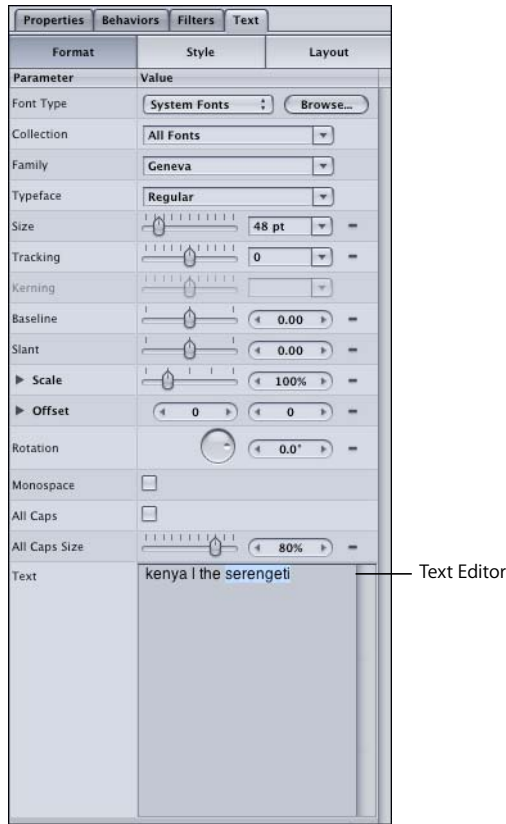 Properties Behaviors Filters Text
Format Style Layout
Parameter Value
Font Type System Fonts Browse...
Collection All Fonts
Family Geneva
Typeface Regular
Size 48 pt
Tracking 0
Kerning
Baseline 0.00
Slant 0.00
Scale 100%
Offset 0 0
Rotation 0.0°
Monospace
All Caps
All Caps Size 80%
Text kenya l the serengeti Text Editor